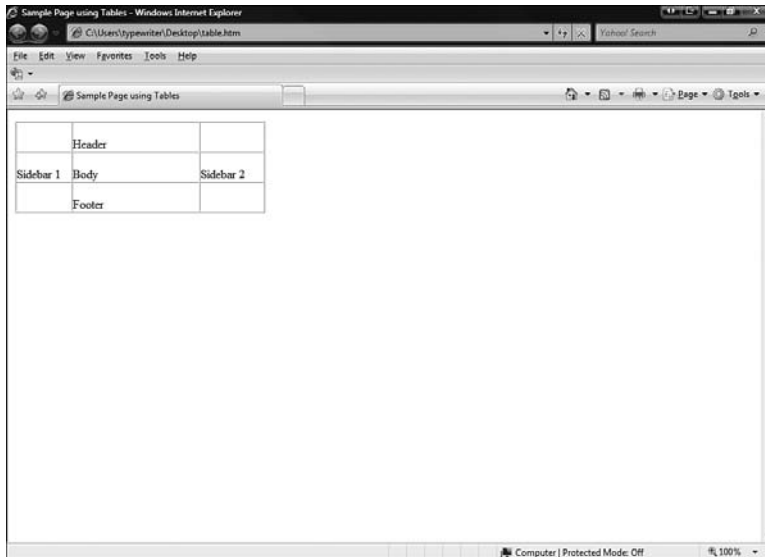 Sample Page using Tables - Windows Internet Explorer
C:\Users\typewriter\Desktop\table.htm
Yahoo! Search
File Edit View Favorites Tools Help
Sample Page using Tables
Page Tools
Header
Sidebar 1 Body Sidebar 2
Footer
Computer | Protected Mode: Off 100%